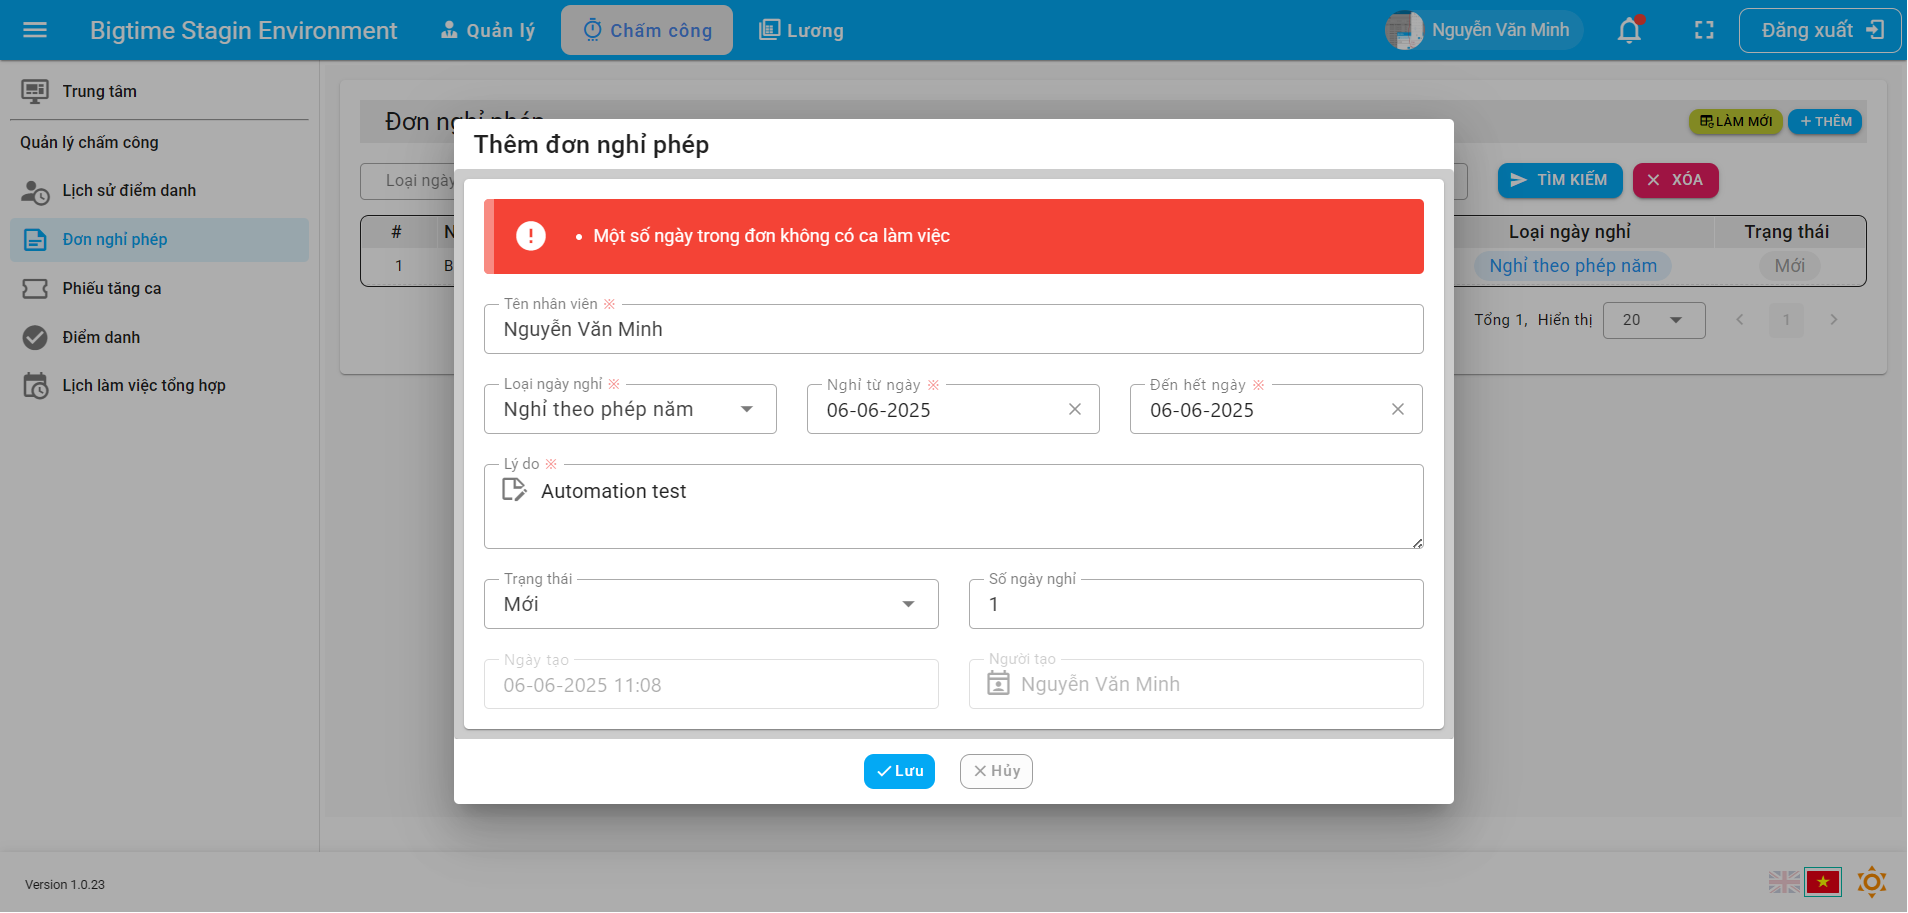 Bigtime Stagin Environment
Quản lý
Chấm công
Lương
Nguyễn Văn Minh
Đăng xuất
Trung tâm
Quản lý chấm công
Lịch sử điểm danh
Đơn nghỉ phép
Phiếu tăng ca
Điểm danh
Lịch làm việc tổng hợp
Đơn nghỉ phép
LÀM MỚI
+ THÊM
Loại ngày
TÌM KIẾM
XÓA
# N Loại ngày nghỉ Trạng thái
1 B Nghỉ theo phép năm Mới
Tổng 1, Hiển thị 20 1
Thêm đơn nghỉ phép
• Một số ngày trong đơn không có ca làm việc
Tên nhân viên ※
Nguyễn Văn Minh
Loại ngày nghỉ ※
Nghỉ theo phép năm
Nghỉ từ ngày ※
06-06-2025
Đến hết ngày ※
06-06-2025
Lý do ※
Automation test
Trạng thái
Mới
Số ngày nghỉ
1
Ngày tạo
06-06-2025 11:08
Người tạo
Nguyễn Văn Minh
Lưu
Hủy
Version 1.0.23